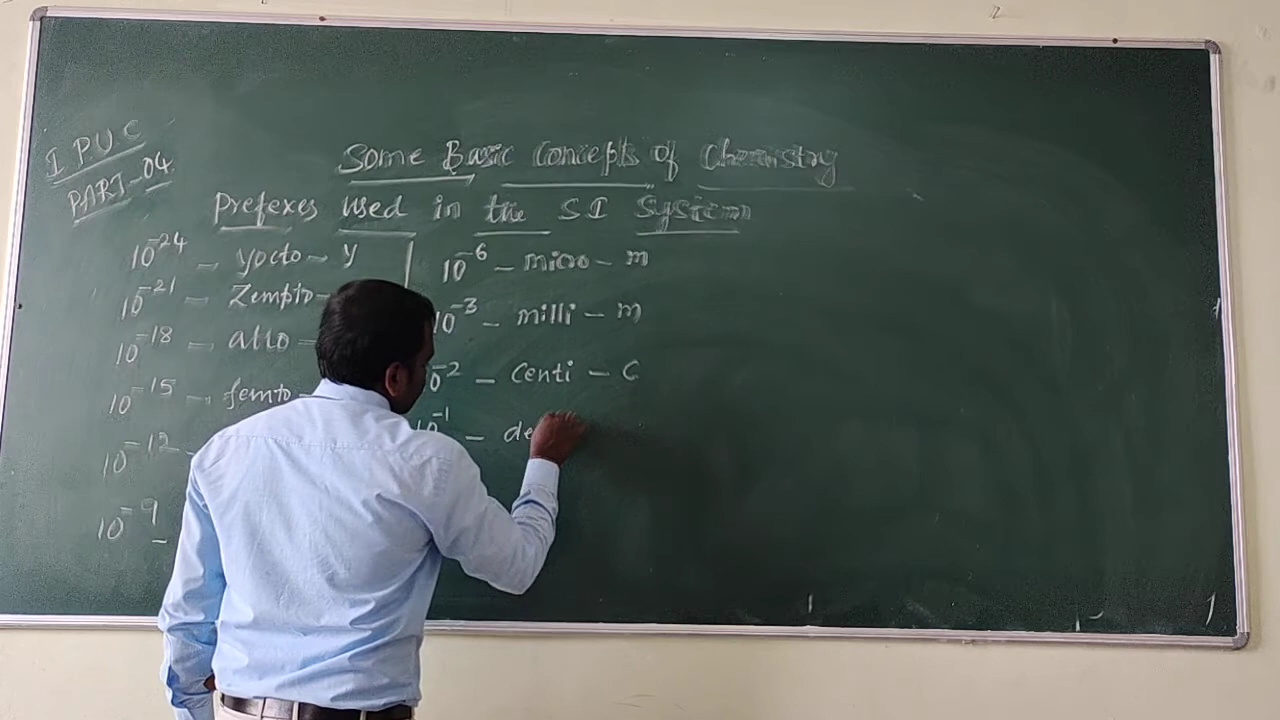 I P.U.C
PART-04
Some Basic Concepts of Chemistry
Prefexes used in the SI System
10⁻²⁴ – yocto – y
10⁻²¹ – Zempto –
10⁻¹⁸ – atto –
10⁻¹⁵ – femto –
10⁻¹² –
10⁻⁹
10⁻⁶ – micro – m
10⁻³ – milli – m
10⁻² – Centi – C
10⁻¹ – de